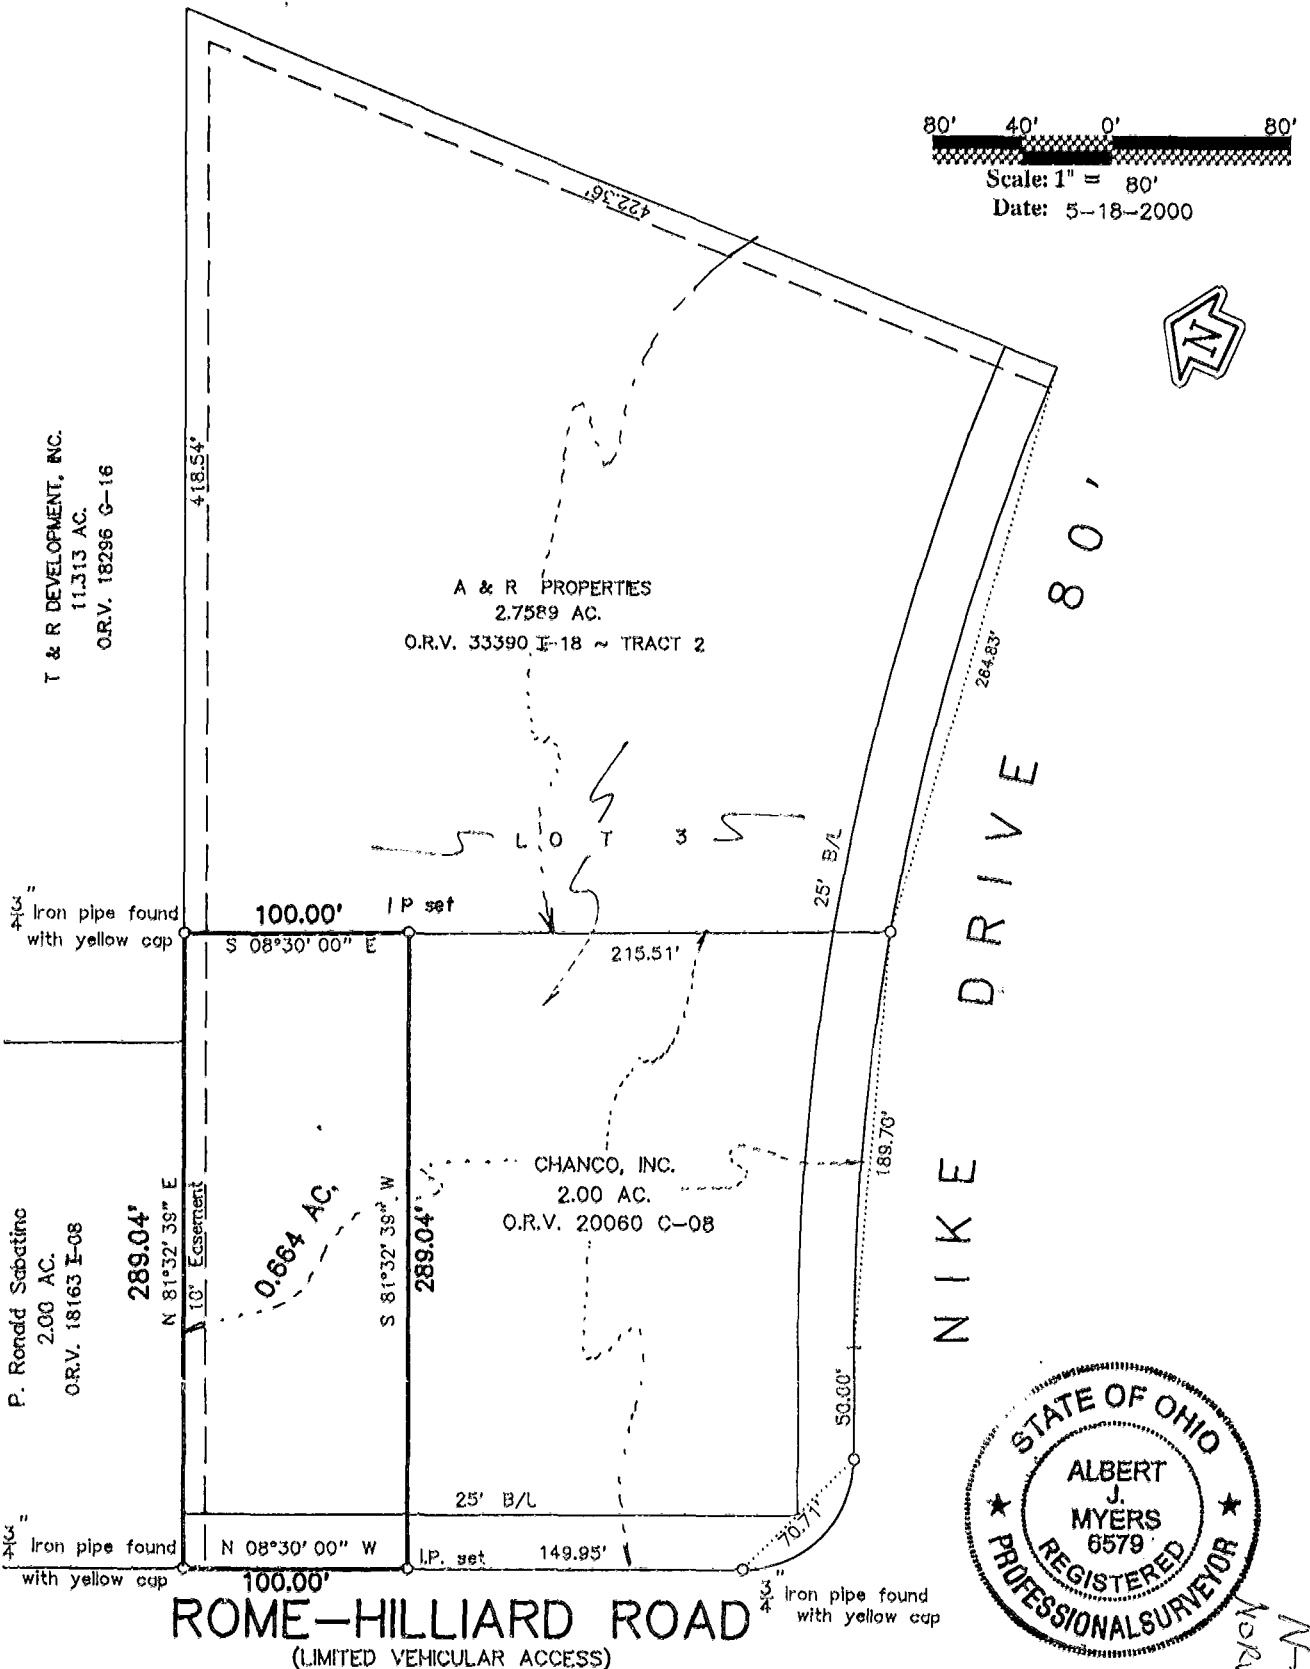 80' 40' 0' 80'
Scale: 1" = 80'
Date: 5-18-2000
N
422.36'
418.54'
T & R DEVELOPMENT, INC.
11.313 AC.
O.R.V. 18296 G-16
A & R PROPERTIES
2.7589 AC.
O.R.V. 33390 I-18 ~ TRACT 2
264.83'
NIKE DRIVE 80'
LOT 3
25' B/L
3/4" Iron pipe found
with yellow cap
100.00'
S 08°30' 00" E
I P set
215.51'
189.70'
CHANCO, INC.
2.00 AC.
O.R.V. 20060 C-08
P. Ronald Sabatino
2.00 AC.
O.R.V. 18163 I-08
289.04'
N 81°32' 39" E
10' Easement
0.664 AC.
S 81°32' 39" W
289.04'
50.00'
70.71'
25' B/L
3/4" Iron pipe found
with yellow cap
N 08°30' 00" W
100.00'
I.P. set
149.95'
3/4" Iron pipe found
with yellow cap
ROME-HILLIARD ROAD
(LIMITED VEHICULAR ACCESS)
STATE OF OHIO
ALBERT
J.
MYERS
6579
REGISTERED
PROFESSIONAL SURVEYOR